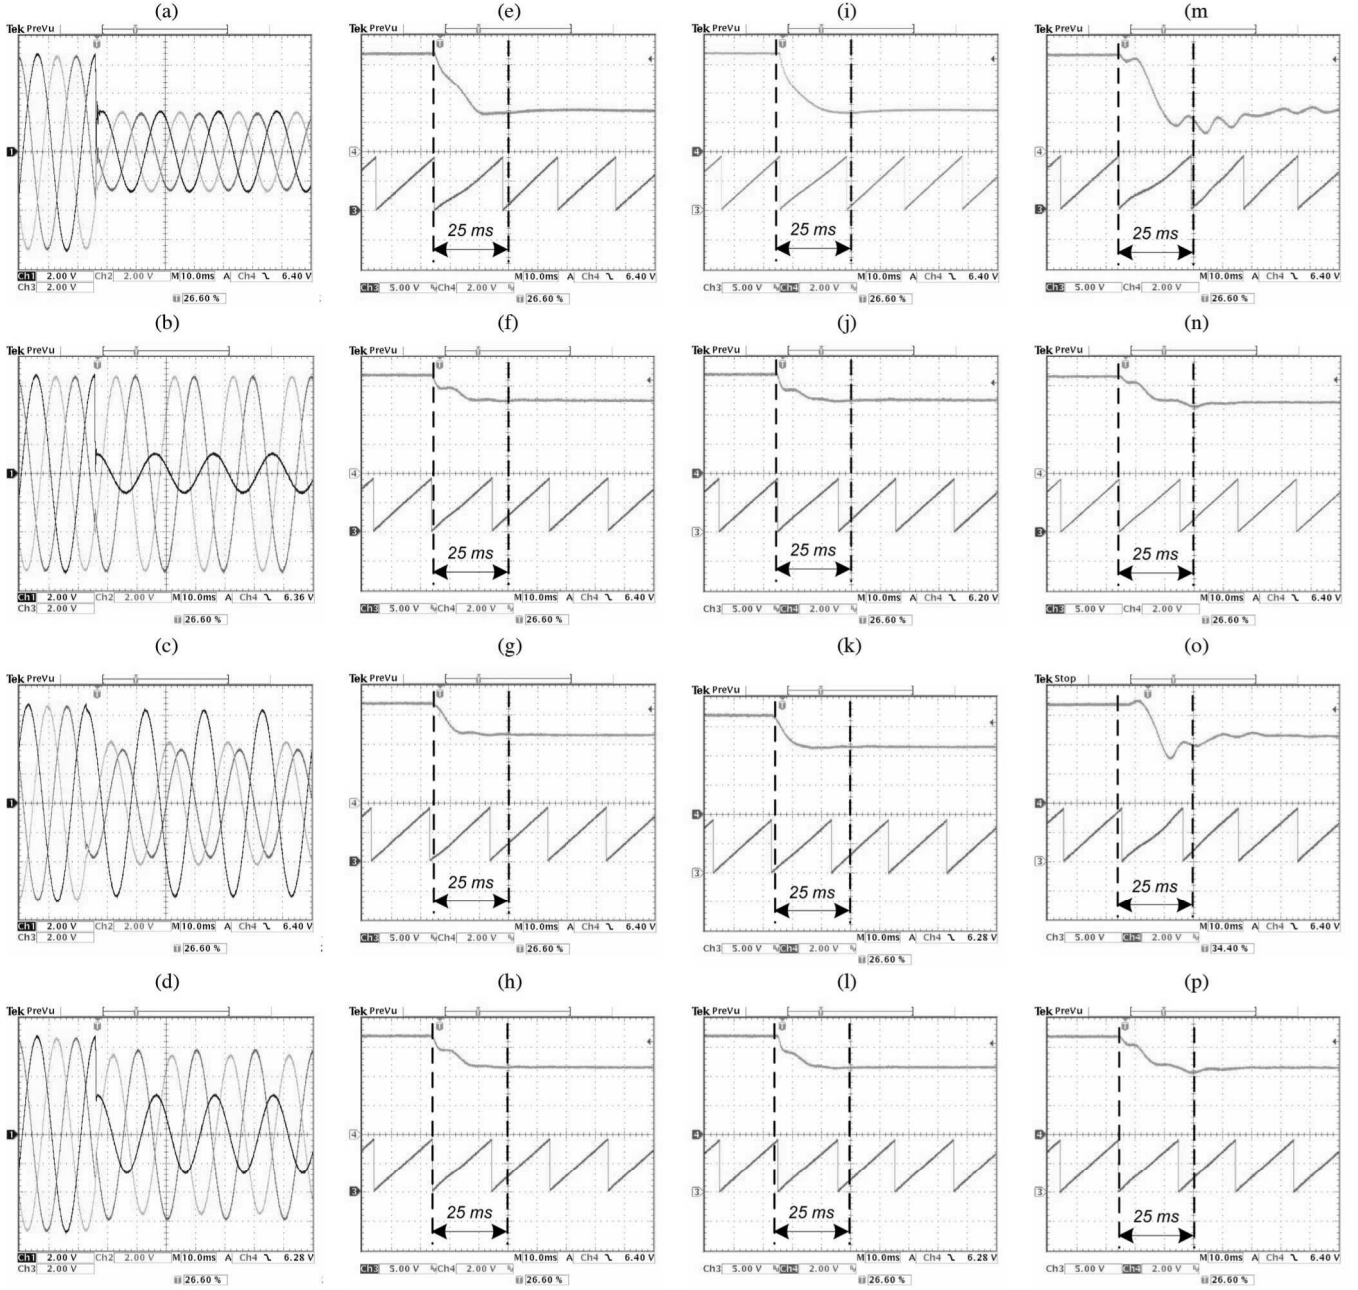 (a) (e) (i) (m
Tek PreVu Tek PreVu Tek PreVu Tek PreVu
25 ms 25 ms 25 ms
Ch1 2.00 V Ch2 2.00 V M 10.0ms A Ch4 6.40 V M 10.0ms A Ch4 6.40 V M 10.0ms A Ch4 6.40 V M 10.0ms A Ch4 6.40 V
Ch3 2.00 V Ch3 5.00 V Ch4 2.00 V Ch3 5.00 V Ch4 2.00 V Ch3 5.00 V Ch4 2.00 V
26.60 % 26.60 % 26.60 % 26.60 %
(b) (f) (j) (n)
Tek PreVu Tek PreVu Tek PreVu Tek PreVu
25 ms 25 ms 25 ms
Ch1 2.00 V Ch2 2.00 V M 10.0ms A Ch4 6.36 V M 10.0ms A Ch4 6.40 V M 10.0ms A Ch4 6.20 V M 10.0ms A Ch4 6.40 V
Ch3 2.00 V Ch3 5.00 V Ch4 2.00 V Ch3 5.00 V Ch4 2.00 V Ch3 5.00 V Ch4 2.00 V
26.60 % 26.60 % 26.60 % 26.60 %
(c) (g) (k) (o)
Tek PreVu Tek PreVu Tek PreVu Tek Stop
25 ms 25 ms 25 ms
Ch1 2.00 V Ch2 2.00 V M 10.0ms A Ch4 6.40 V M 10.0ms A Ch4 6.40 V M 10.0ms A Ch4 6.28 V M 10.0ms A Ch4 6.40 V
Ch3 2.00 V Ch3 5.00 V Ch4 2.00 V Ch3 5.00 V Ch4 2.00 V Ch3 5.00 V Ch4 2.00 V
26.60 % 26.60 % 26.60 % 34.40 %
(d) (h) (l) (p)
Tek PreVu Tek PreVu Tek PreVu Tek PreVu
25 ms 25 ms 25 ms
Ch1 2.00 V Ch2 2.00 V M 10.0ms A Ch4 6.28 V M 10.0ms A Ch4 6.40 V M 10.0ms A Ch4 6.28 V M 10.0ms A Ch4 6.40 V
Ch3 2.00 V Ch3 5.00 V Ch4 2.00 V Ch3 5.00 V Ch4 2.00 V Ch3 5.00 V Ch4 2.00 V
26.60 % 26.60 % 26.60 % 26.60 %